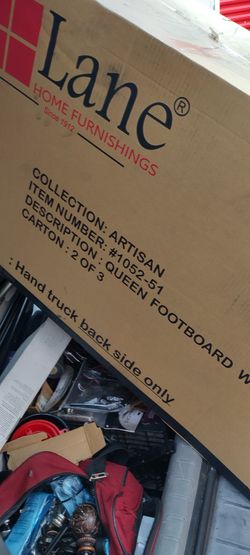 Lane®
HOME FURNISHINGS
Since 1912
COLLECTION: ARTISAN
ITEM NUMBER: #1052-51
DESCRIPTION: QUEEN FOOTBOARD W
CARTON : 2 OF 3
: Hand truck back side only